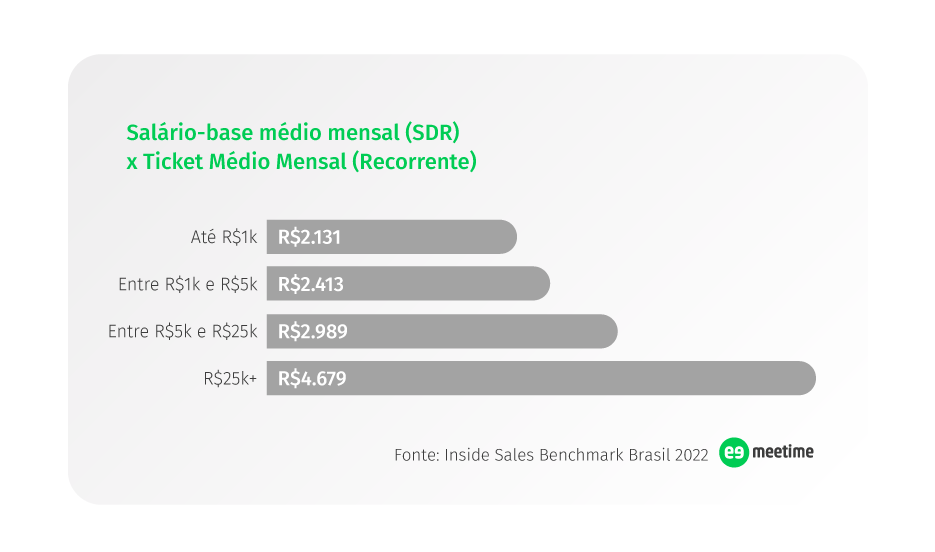 Salário-base médio mensal (SDR)
x Ticket Médio Mensal (Recorrente)
Até R$1k R$2.131
Entre R$1k e R$5k R$2.413
Entre R$5k e R$25k R$2.989
R$25k+ R$4.679
Fonte: Inside Sales Benchmark Brasil 2022 meetime